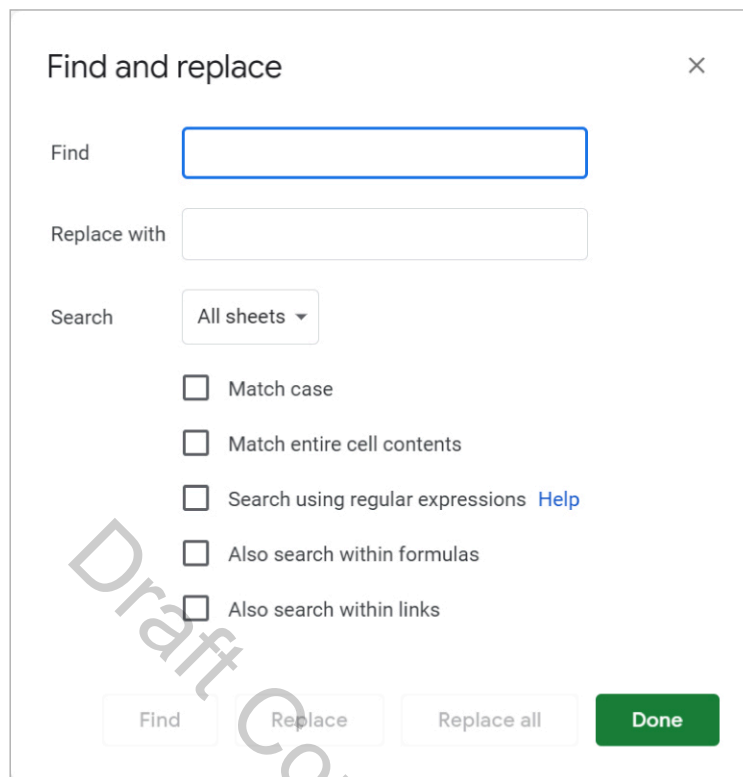 Find and replace
Find
Replace with
Search All sheets
Match case
Match entire cell contents
Search using regular expressions Help
Also search within formulas
Also search within links
Find Replace Replace all Done
Draft